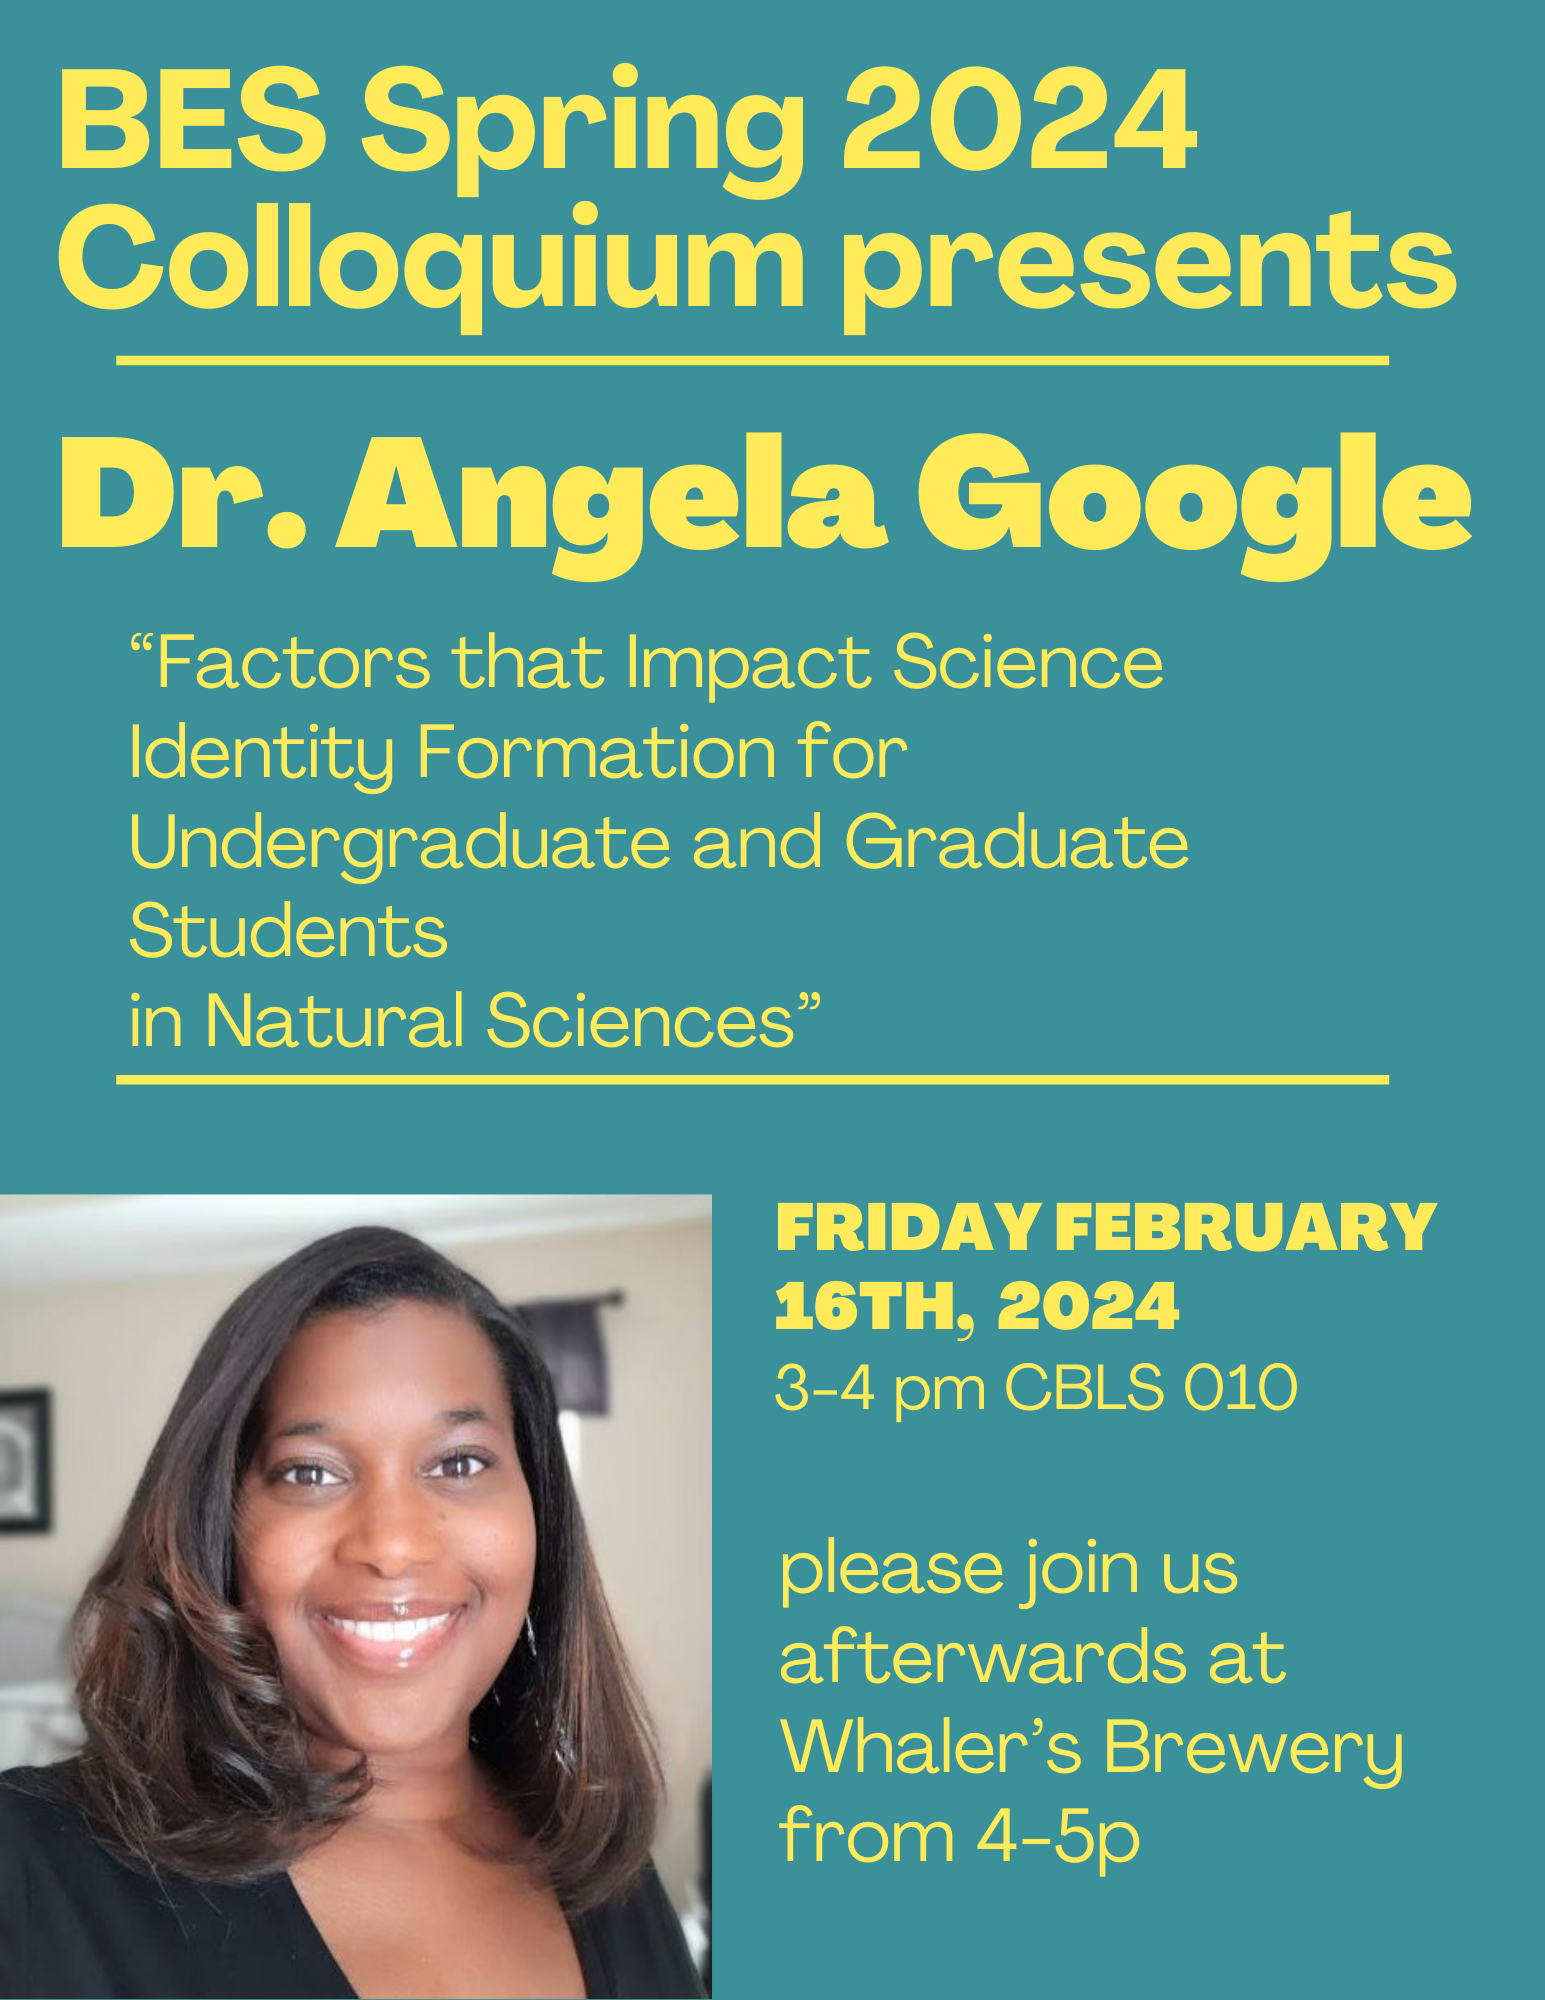 BES Spring 2024
Colloquium presents
Dr. Angela Google
“Factors that Impact Science
Identity Formation for
Undergraduate and Graduate
Students
in Natural Sciences”
FRIDAY FEBRUARY
16TH, 2024
3-4 pm CBLS 010
please join us
afterwards at
Whaler’s Brewery
from 4-5p